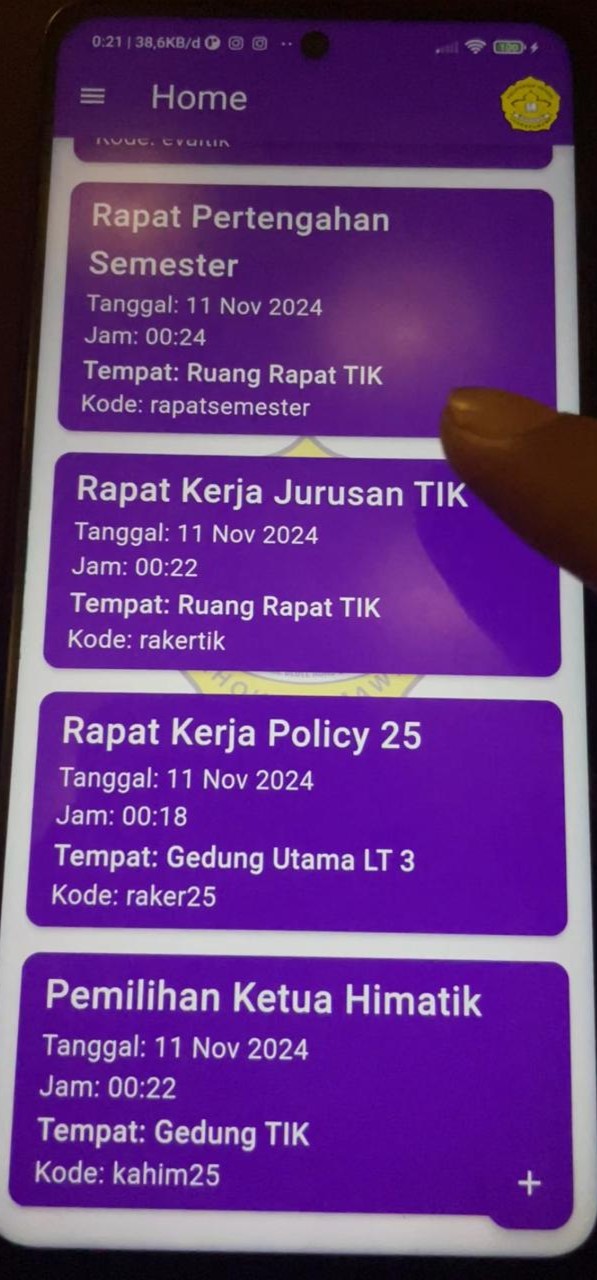 0:21 | 38,6KB/d
100
Home
Kode: evaltik
Rapat Pertengahan
Semester
Tanggal: 11 Nov 2024
Jam: 00:24
Tempat: Ruang Rapat TIK
Kode: rapatsemester
Rapat Kerja Jurusan TIK
Tanggal: 11 Nov 2024
Jam: 00:22
Tempat: Ruang Rapat TIK
Kode: rakertik
Rapat Kerja Policy 25
Tanggal: 11 Nov 2024
Jam: 00:18
Tempat: Gedung Utama LT 3
Kode: raker25
Pemilihan Ketua Himatik
Tanggal: 11 Nov 2024
Jam: 00:22
Tempat: Gedung TIK
Kode: kahim25
+